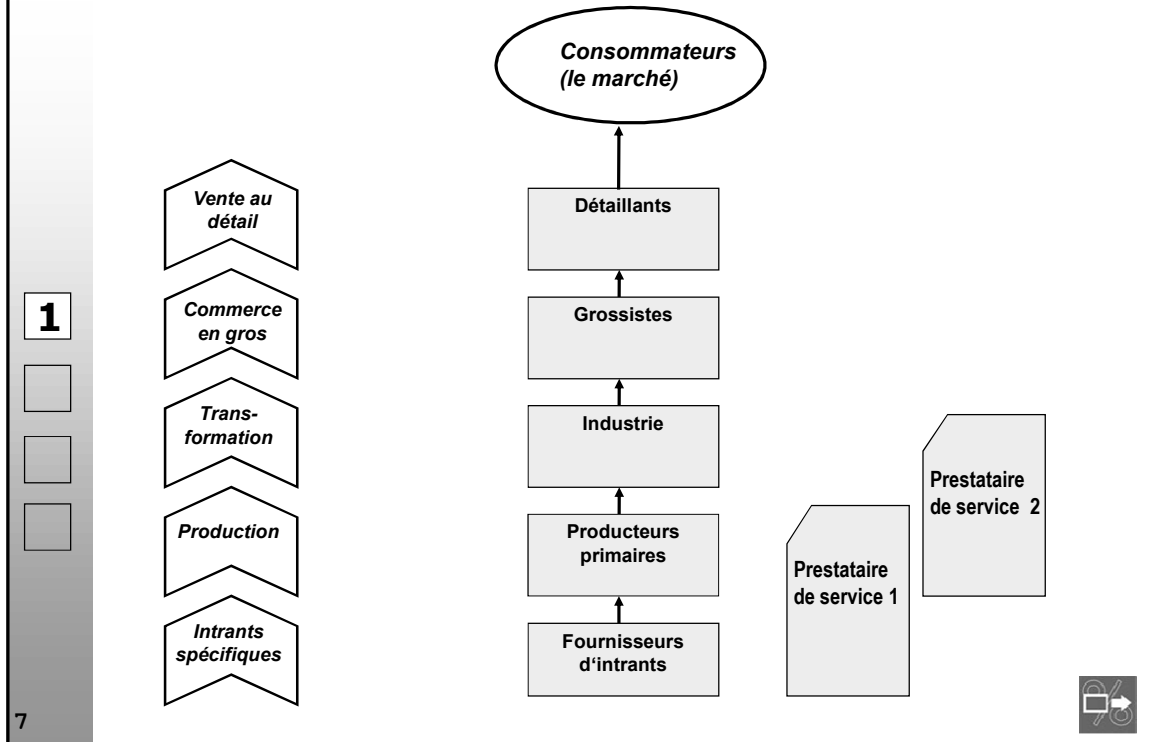 Consommateurs
(le marché)
Vente au
détail
Détaillants
1
Commerce
en gros
Grossistes
Trans-
formation
Industrie
Prestataire
de service 2
Production
Producteurs
primaires
Prestataire
de service 1
Intrants
spécifiques
Fournisseurs
d‘intrants
7